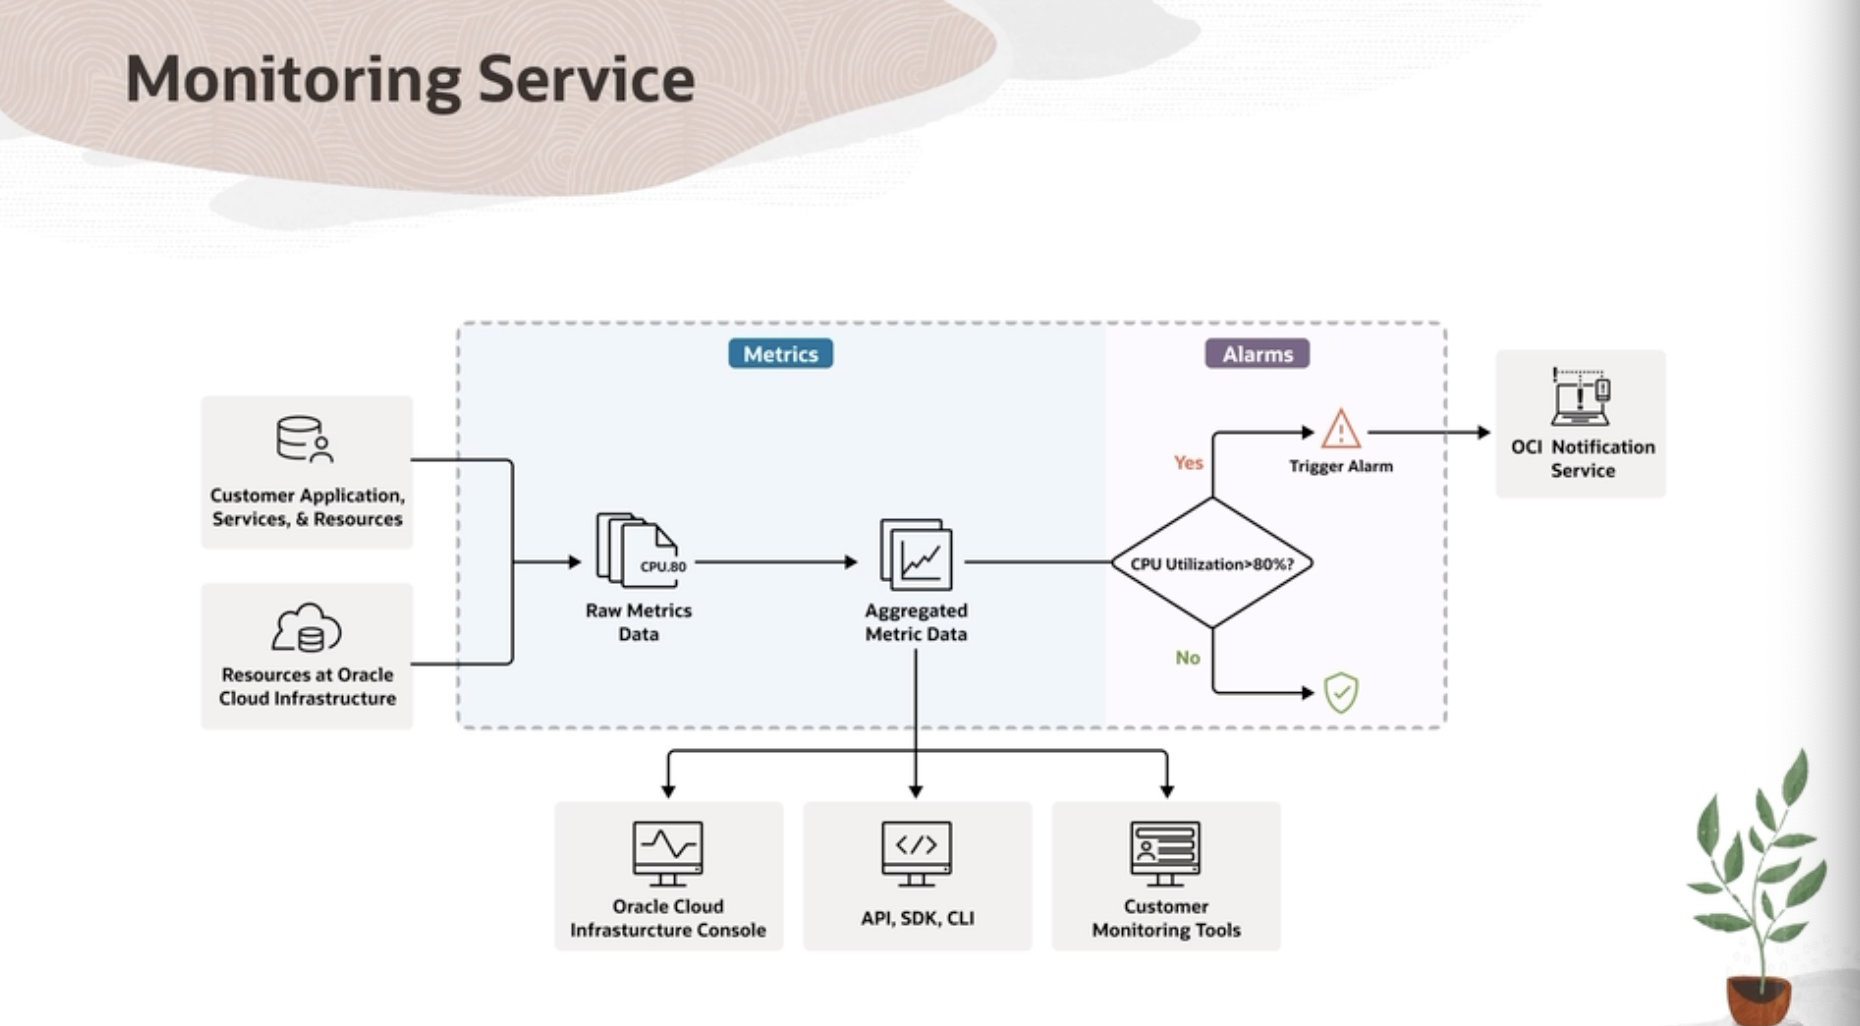 Monitoring Service
Metrics
Alarms
Customer Application,
Services, & Resources
Resources at Oracle
Cloud Infrastructure
CPU.80
Raw Metrics
Data
Aggregated
Metric Data
CPU Utilization>80%?
Yes
No
Trigger Alarm
OCI Notification
Service
Oracle Cloud
Infrasturcture Console
API, SDK, CLI
</>
Customer
Monitoring Tools